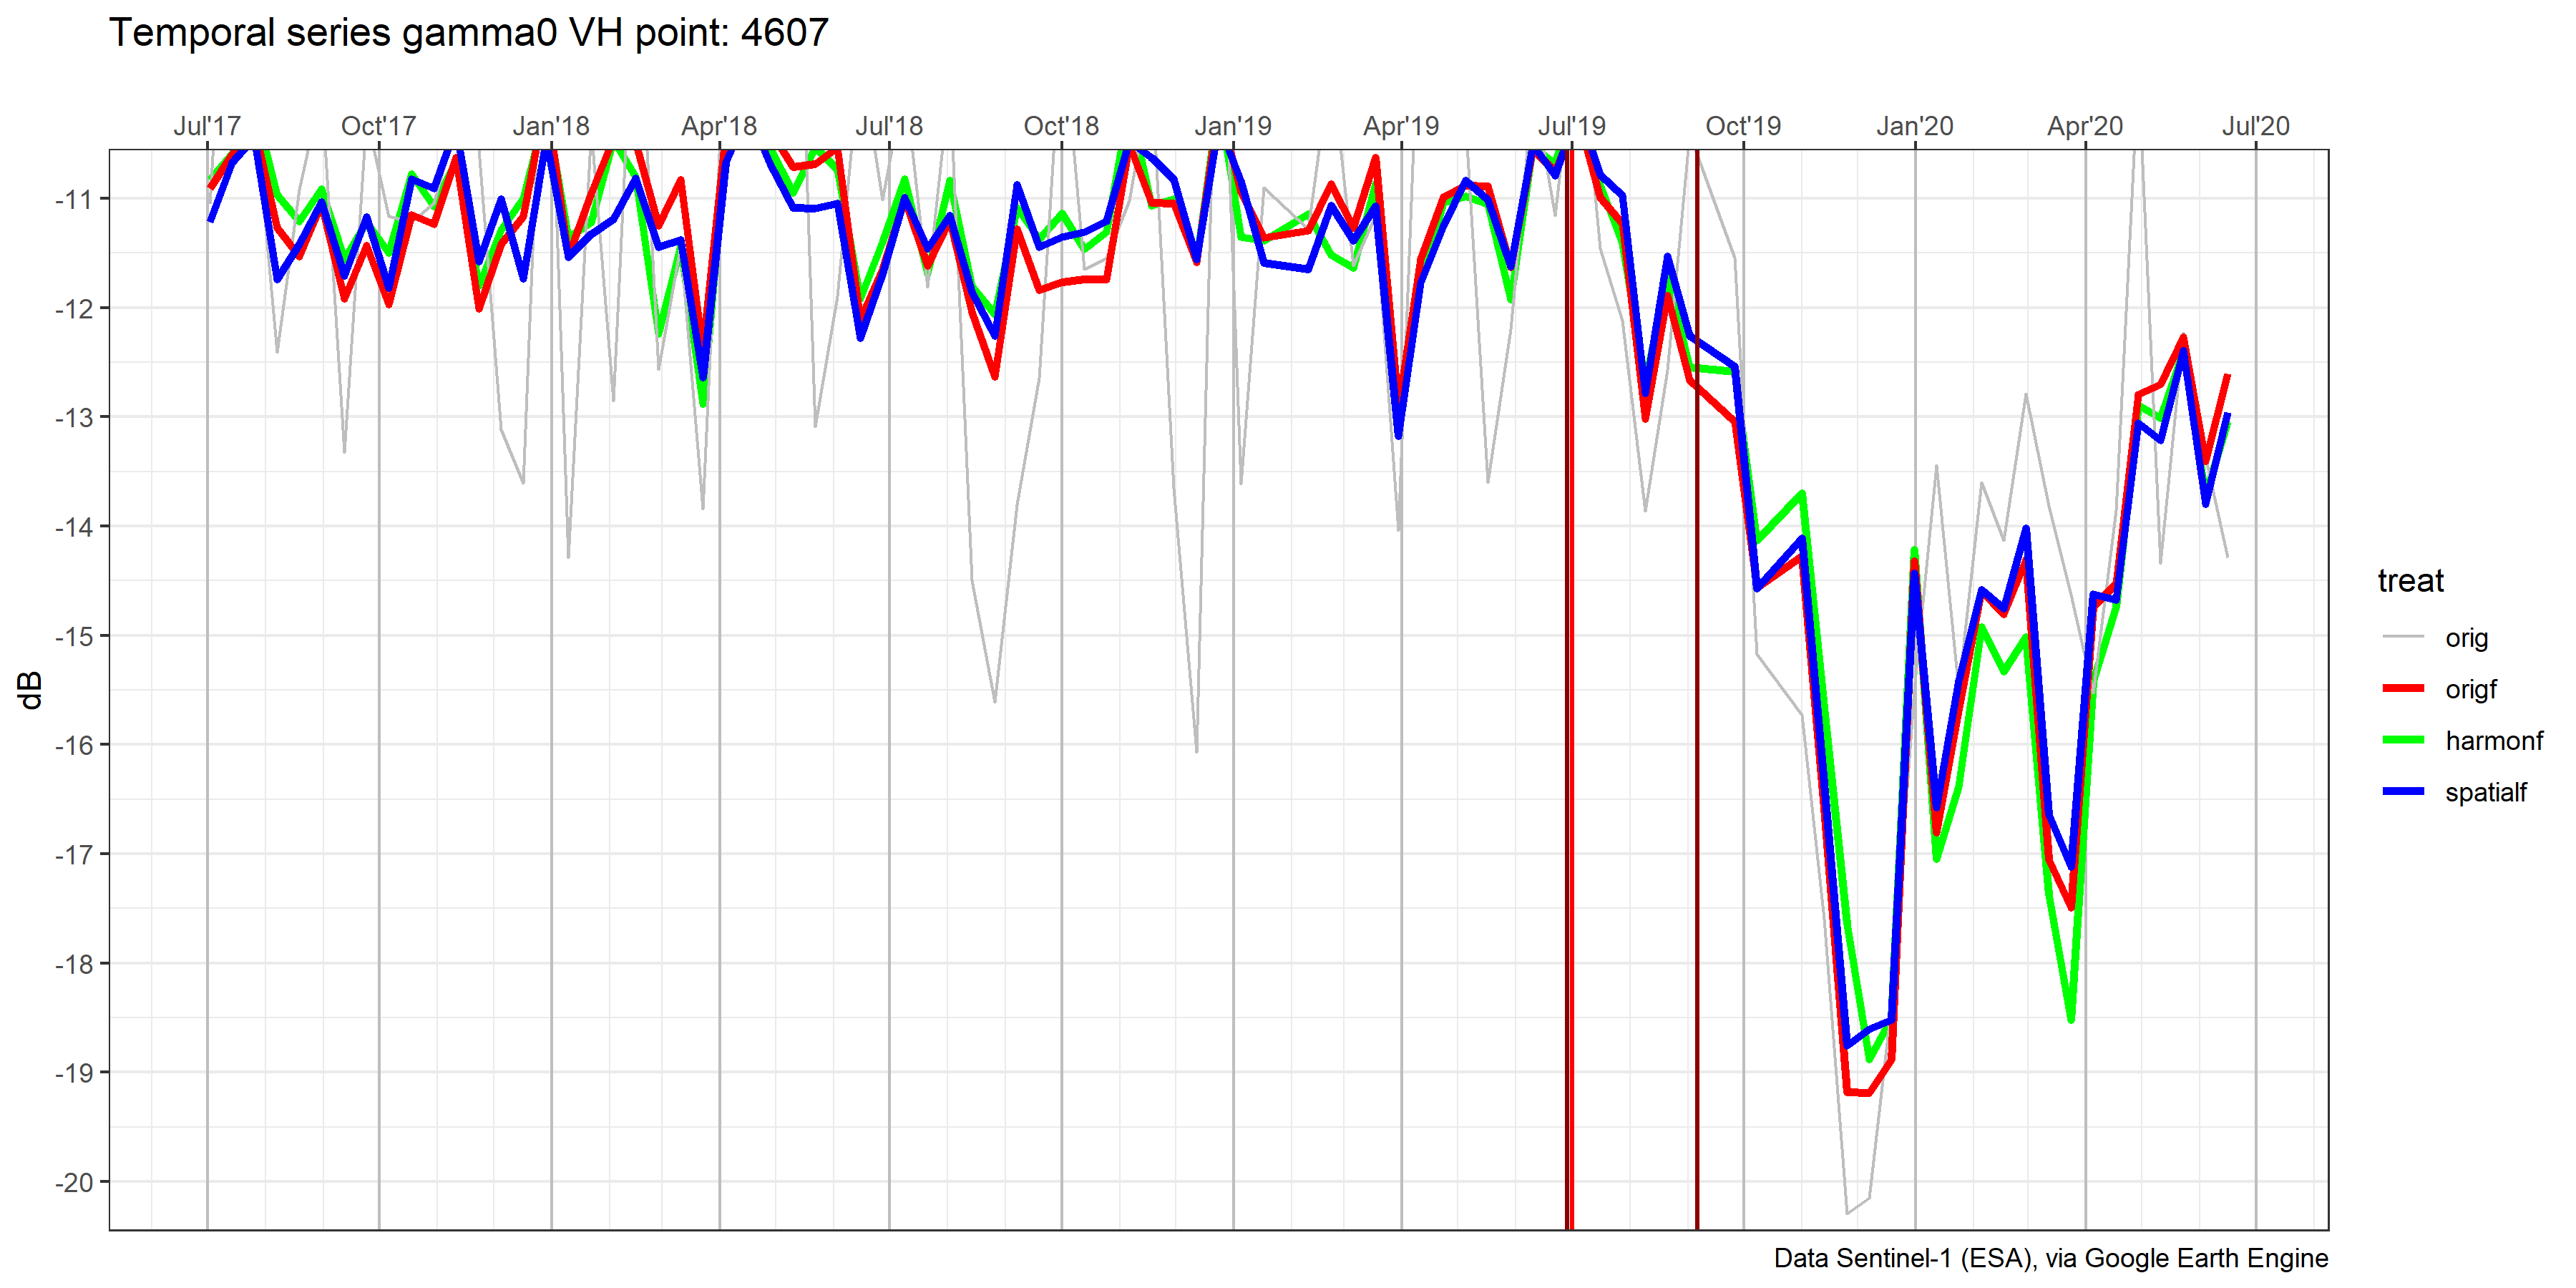 Temporal series gamma0 VH point: 4607
Jul'17 Oct'17 Jan'18 Apr'18 Jul'18 Oct'18 Jan'19 Apr'19 Jul'19 Oct'19 Jan'20 Apr'20 Jul'20
-11
-12
-13
-14
-15
-16
-17
-18
-19
-20
dB
treat
orig
origf
harmonf
spatialf
Data Sentinel-1 (ESA), via Google Earth Engine